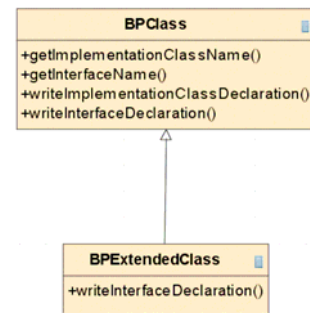 BPClass
+getImplementationClassName()
+getInterfaceName()
+writeImplementationClassDeclaration()
+writeInterfaceDeclaration()
BPExtendedClass
+writeInterfaceDeclaration()